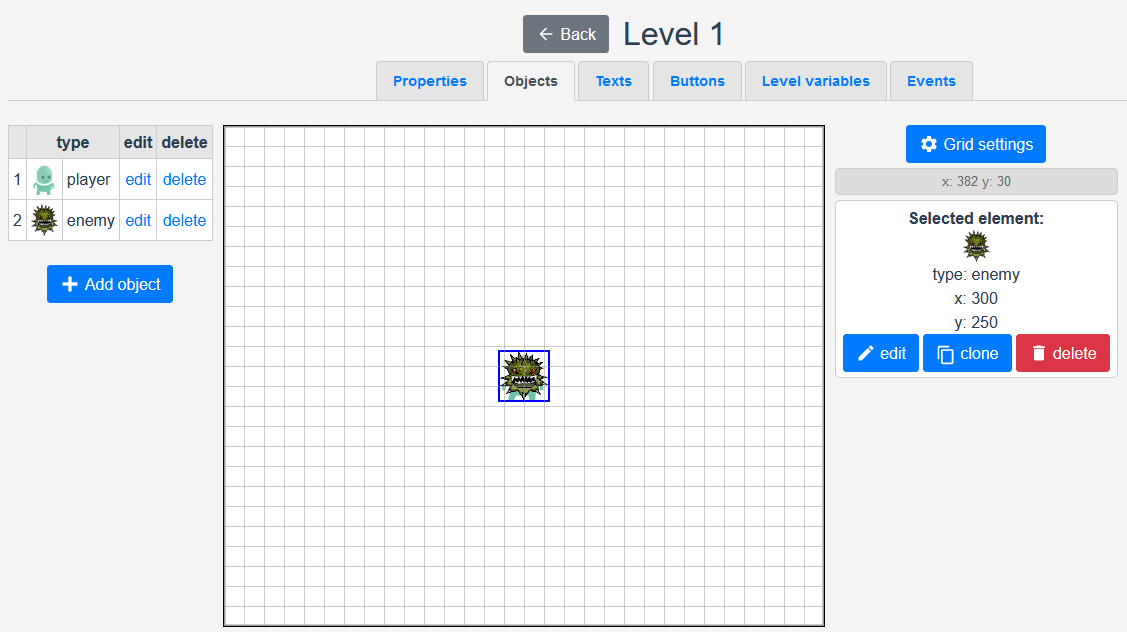 Back Level 1
Properties Objects Texts Buttons Level variables Events
type edit delete
1 player edit delete
2 enemy edit delete
Add object
Grid settings
x: 382 y: 30
Selected element:
type: enemy
x: 300
y: 250
edit clone delete